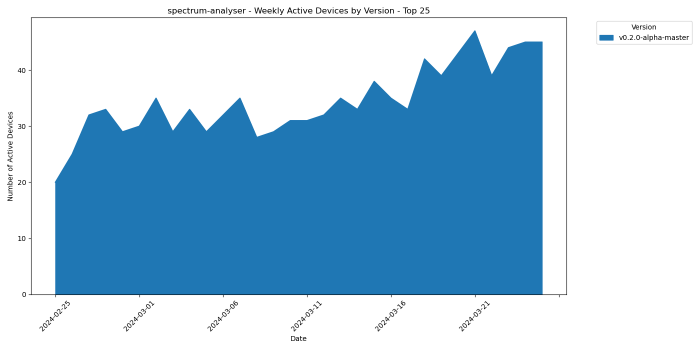 spectrum-analyser - Weekly Active Devices by Version - Top 25
Version
v0.2.0-alpha-master
Number of Active Devices
40
30
20
10
0
2024-02-25
2024-03-01
2024-03-06
2024-03-11
2024-03-16
2024-03-21
Date